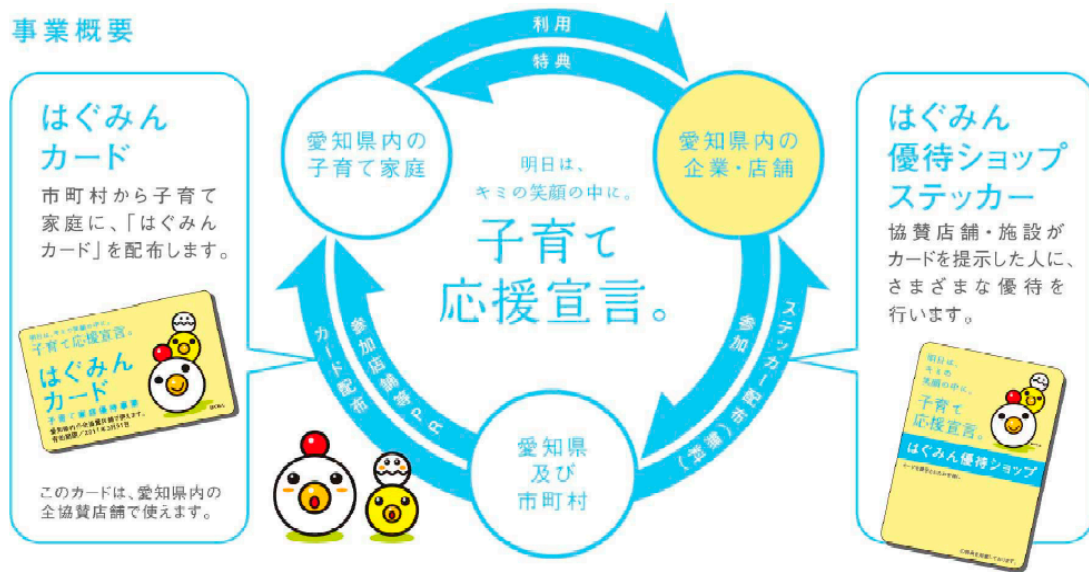 事業概要
はぐみん
カード
市町村から子育て
家庭に、「はぐみん
カード」を配布します。
明日は、キミの笑顔の中に。
子育て応援宣言。
はぐみん
カード
子育て家庭優待事業
このカードは、愛知県内の
全協賛店舗で使えます。
利用
特典
愛知県内の
子育て家庭
愛知県内の
企業・店舗
明日は、
キミの笑顔の中に。
子育て
応援宣言。
カード配布
参加店舗等PR
参加
ステッカー配布(協賛)
愛知県
及び
市町村
はぐみん
優待ショップ
ステッカー
協賛店舗・施設が
カードを提示した人に、
さまざまな優待を
行います。
明日は、
キミの
笑顔の中に。
子育て
応援宣言。
はぐみん優待ショップ